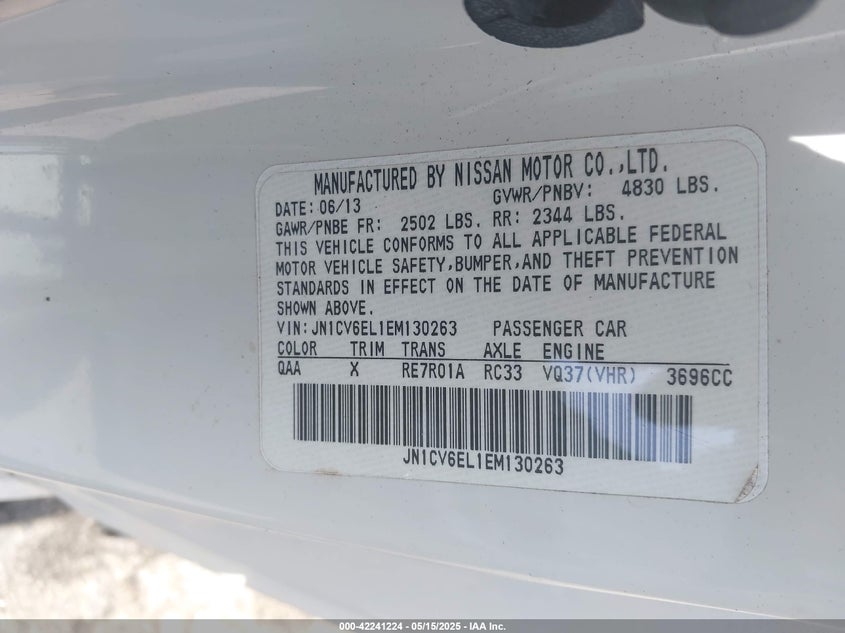 MANUFACTURED BY NISSAN MOTOR CO.,LTD.
DATE: 06/13 GVWR/PNBV: 4830 LBS.
GAWR/PNBE FR: 2502 LBS. RR: 2344 LBS.
THIS VEHICLE CONFORMS TO ALL APPLICABLE FEDERAL
MOTOR VEHICLE SAFETY,BUMPER,AND THEFT PREVENTION
STANDARDS IN EFFECT ON THE DATE OF MANUFACTURE
SHOWN ABOVE.
VIN:JN1CV6EL1EM130263 PASSENGER CAR
COLOR TRIM TRANS AXLE ENGINE
QAA X RE7R01A RC33 VQ37(VHR) 3696CC
JN1CV6EL1EM130263
000-42241224 - 05/15/2025 - IAA Inc.